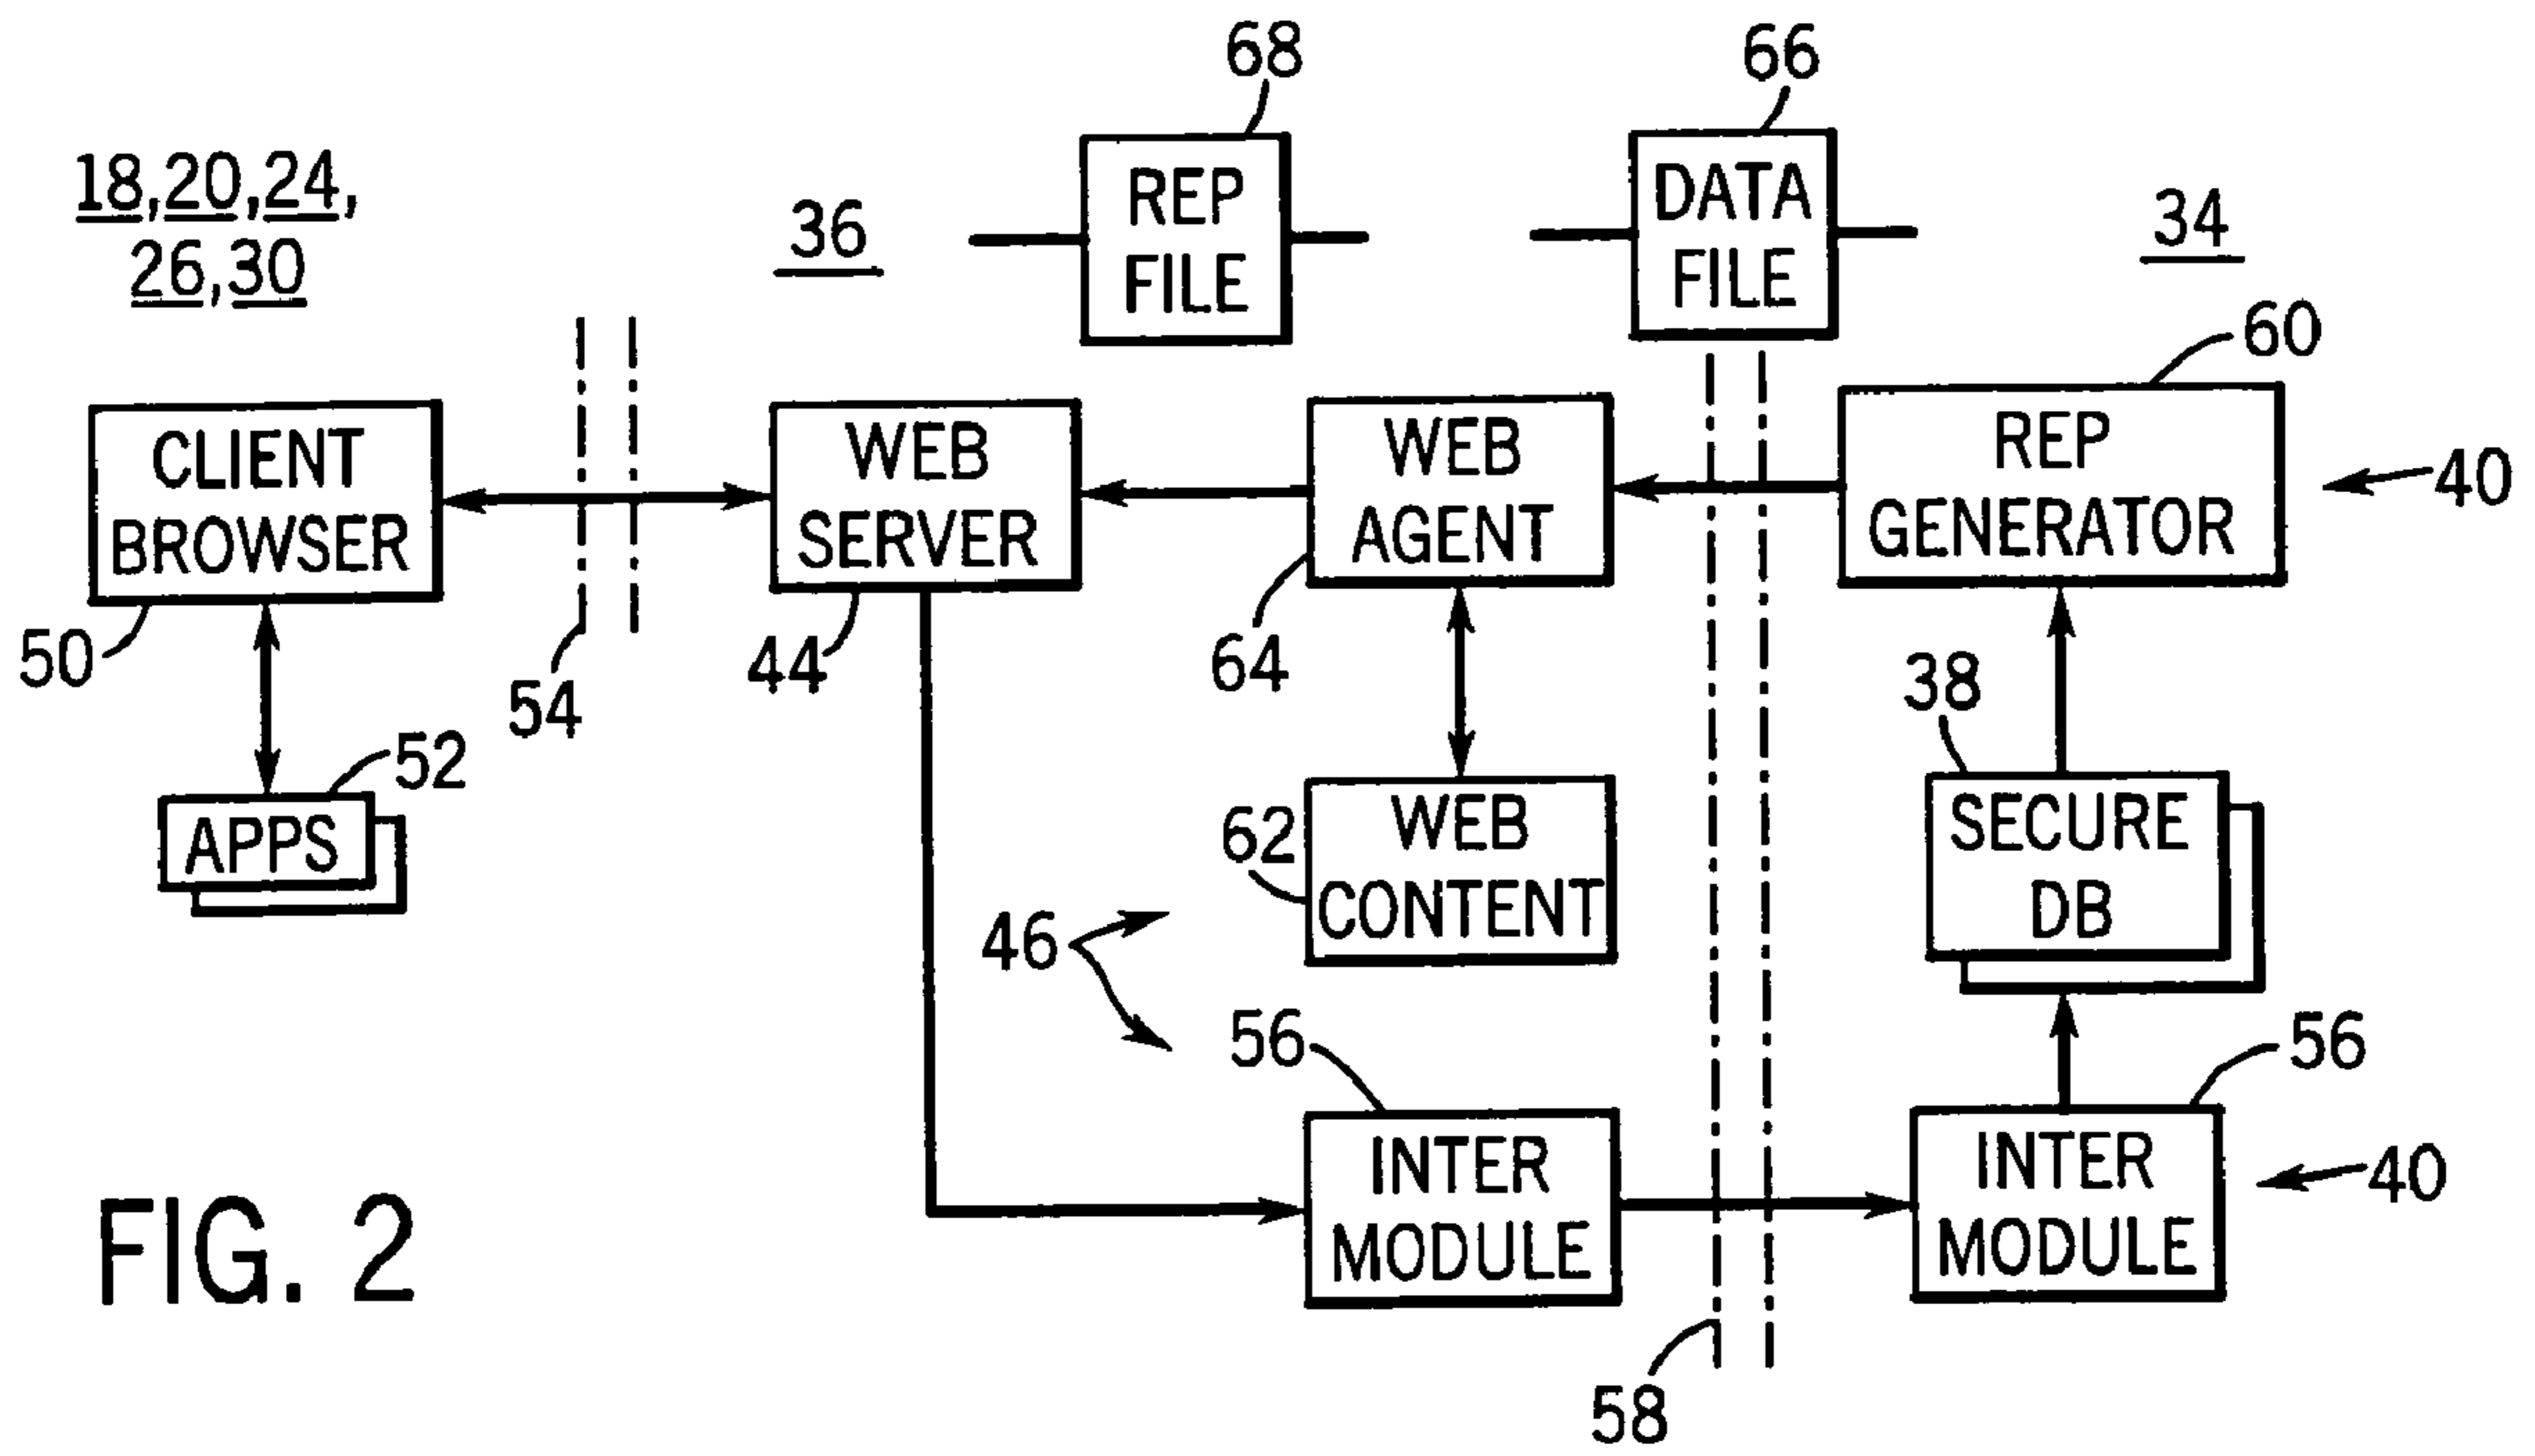 68
66
18,20,24,
26,30
36
REP
FILE
DATA
FILE
34
60
CLIENT
BROWSER
WEB
SERVER
WEB
AGENT
REP
GENERATOR
40
50
54
44
64
38
52
APPS
62
WEB
CONTENT
SECURE
DB
46
56
56
INTER
MODULE
INTER
MODULE
40
58
FIG. 2